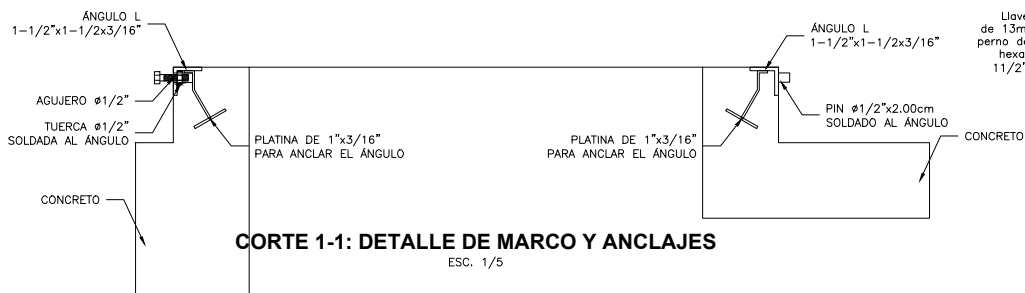 ÁNGULO L
1-1/2"x1-1/2x3/16"
AGUJERO ø1/2"
TUERCA ø1/2"
SOLDADA AL ÁNGULO
CONCRETO
PLATINA DE 1"x3/16"
PARA ANCLAR EL ÁNGULO
PLATINA DE 1"x3/16"
PARA ANCLAR EL ÁNGULO
ÁNGULO L
1-1/2"x1-1/2x3/16"
PIN ø1/2"x2.00cm
SOLDADO AL ÁNGULO
CONCRETO
Llave
de 13m
perno de
hexa
11/2"
CORTE 1-1: DETALLE DE MARCO Y ANCLAJES
ESC. 1/5